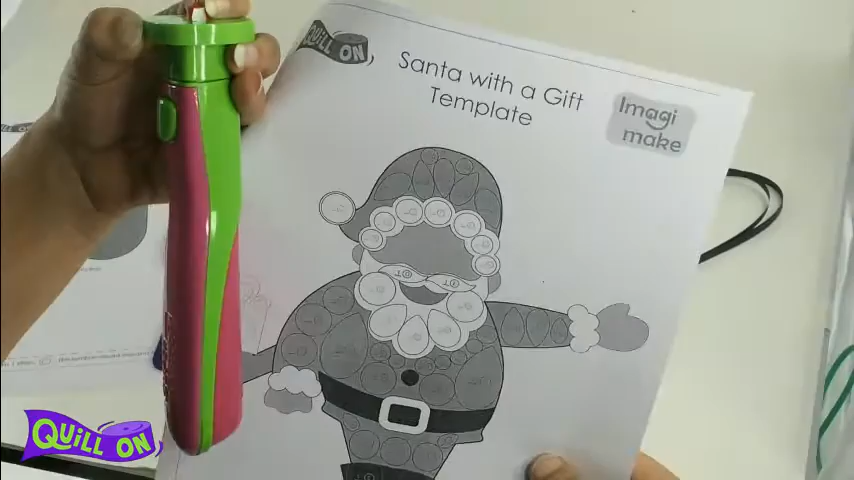 QUILL ON
Santa with a Gift
Template
Imagi
make
QUILL ON